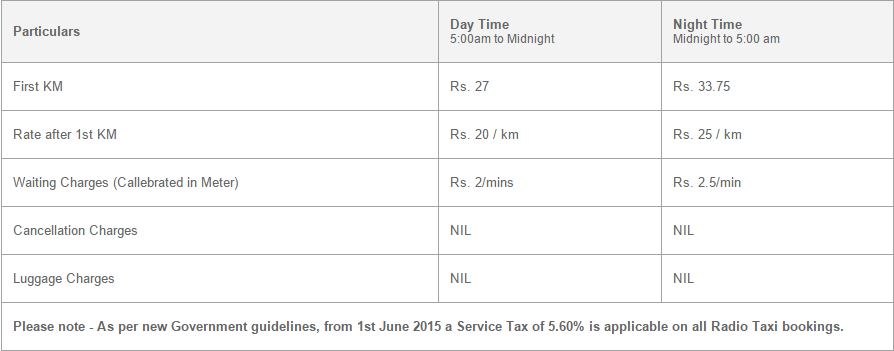 Particulars
Day Time
5:00am to Midnight
Night Time
Midnight to 5:00 am
First KM
Rs. 27
Rs. 33.75
Rate after 1st KM
Rs. 20 / km
Rs. 25 / km
Waiting Charges (Callebrated in Meter)
Rs. 2/mins
Rs. 2.5/min
Cancellation Charges
NIL
NIL
Luggage Charges
NIL
NIL
Please note - As per new Government guidelines, from 1st June 2015 a Service Tax of 5.60% is applicable on all Radio Taxi bookings.